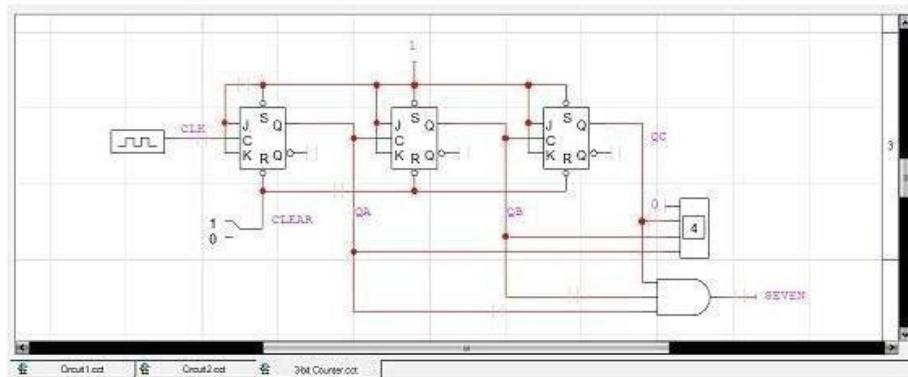 1
CLK
J S Q
C
K R Q
J S Q
C
K R Q
J S Q
C
K R Q
QC
3
1
0
CLEAR
QA
QB
0
4
SEVEN
Circuit1.cct
Circuit2.cct
3-bit Counter.cct